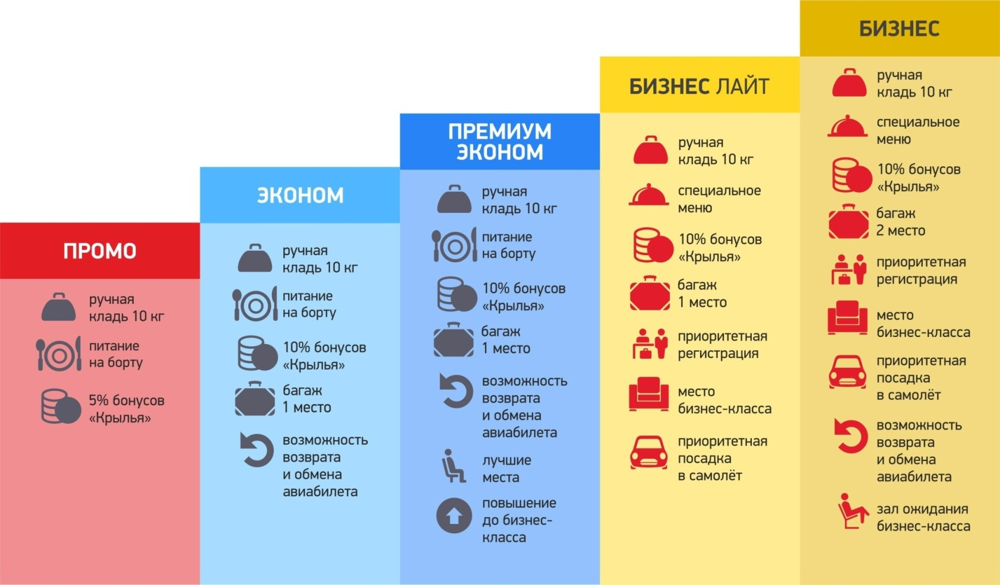 ПРОМО
ручная
кладь 10 кг
питание
на борту
5% бонусов
«Крылья»
ЭКОНОМ
ручная
кладь 10 кг
питание
на борту
10% бонусов
«Крылья»
багаж
1 место
возможность
возврата
и обмена
авиабилета
ПРЕМИУМ
ЭКОНОМ
ручная
кладь 10 кг
питание
на борту
10% бонусов
«Крылья»
багаж
1 место
возможность
возврата
и обмена
авиабилета
лучшие
места
повышение
до бизнес-
класса
БИЗНЕС ЛАЙТ
ручная
кладь 10 кг
специальное
меню
10% бонусов
«Крылья»
багаж
1 место
приоритетная
регистрация
место
бизнес-класса
приоритетная
посадка
в самолёт
БИЗНЕС
ручная
кладь 10 кг
специальное
меню
10% бонусов
«Крылья»
багаж
2 место
приоритетная
регистрация
место
бизнес-класса
приоритетная
посадка
в самолёт
возможность
возврата
и обмена
авиабилета
зал ожидания
бизнес-класса